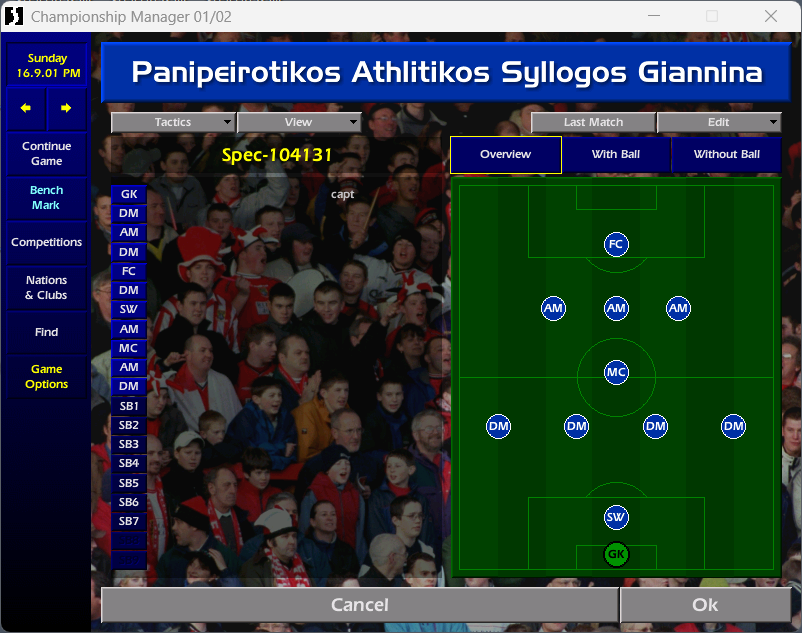 Championship Manager 01/02
Sunday
16.9.01 PM
Panipeirotikos Athlitikos Syllogos Giannina
Continue
Game
Bench
Mark
Competitions
Nations
& Clubs
Find
Game
Options
Tactics
View
Last Match
Edit
Spec-104131
Overview
With Ball
Without Ball
GK
capt
DM
AM
DM
FC
DM
SW
AM
MC
AM
DM
SB1
SB2
SB3
SB4
SB5
SB6
SB7
FC
AM AM AM
MC
DM DM DM DM
SW
GK
Cancel
Ok